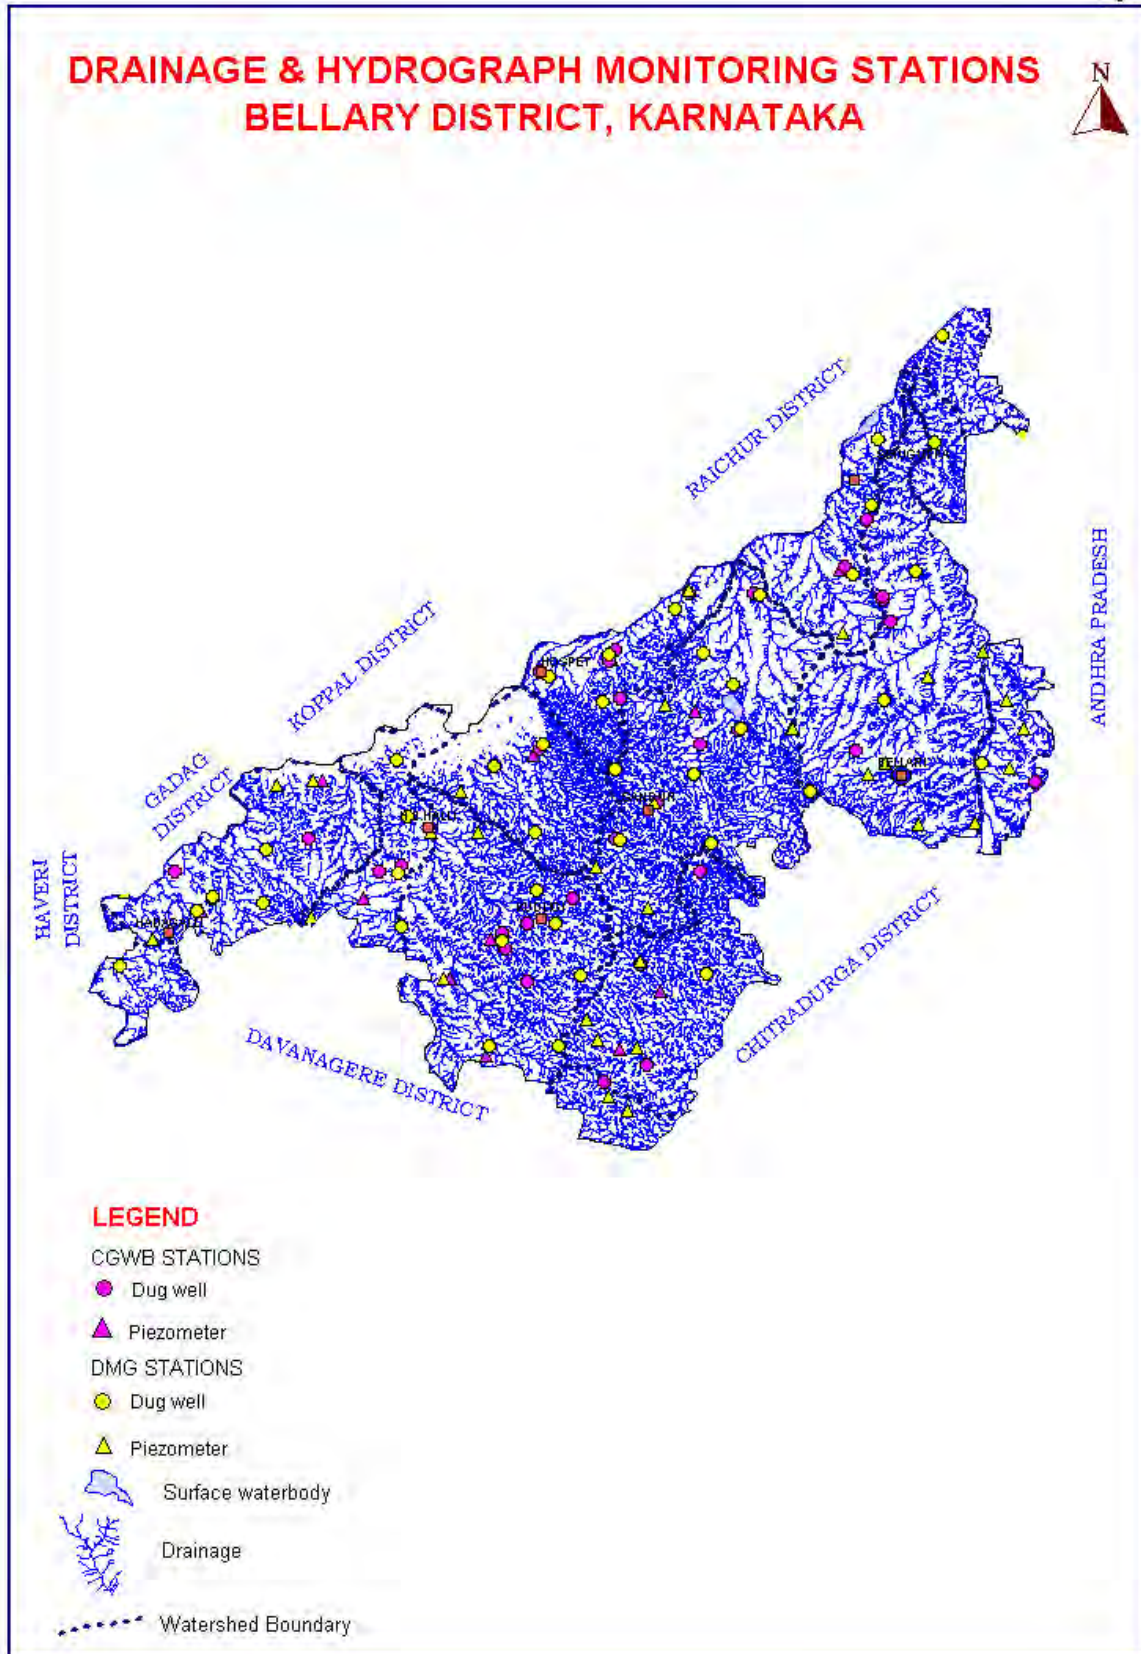 DRAINAGE & HYDROGRAPH MONITORING STATIONS
BELLARY DISTRICT, KARNATAKA
N
RAICHUR DISTRICT
ANDHRA PRADESH
KOPPAL DISTRICT
HOSPET
GADAG
DISTRICT
BELLARI
HAVERI
DISTRICT
CHITRADURGA DISTRICT
DAVANAGERE DISTRICT
LEGEND
CGWB STATIONS
Dug well
Piezometer
DMG STATIONS
Dug well
Piezometer
Surface waterbody
Drainage
Watershed Boundary